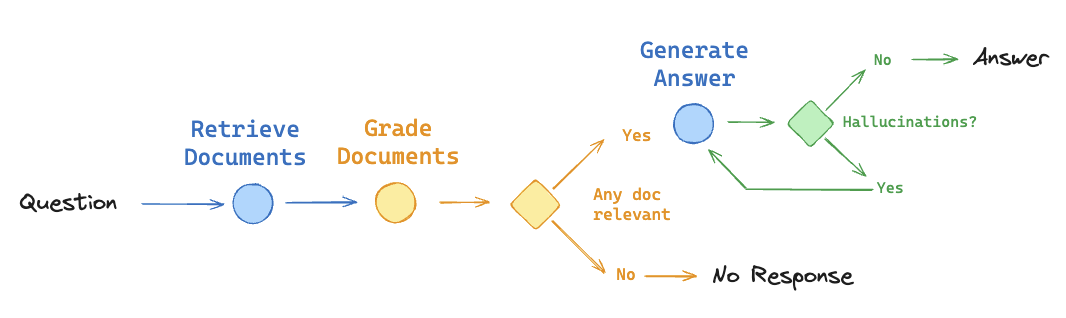 Question
Retrieve
Documents
Grade
Documents
Any doc
relevant
Yes
No
No Response
Generate
Answer
Hallucinations?
No
Answer
Yes